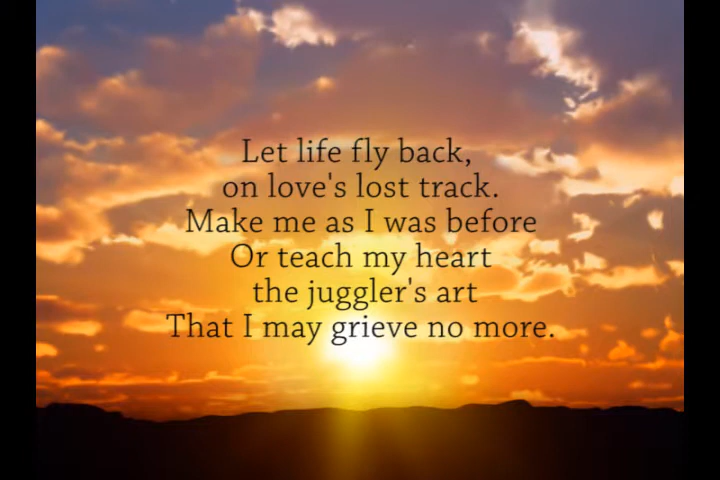 Let life fly back,
on love's lost track.
Make me as I was before
Or teach my heart
the juggler's art
That I may grieve no more.